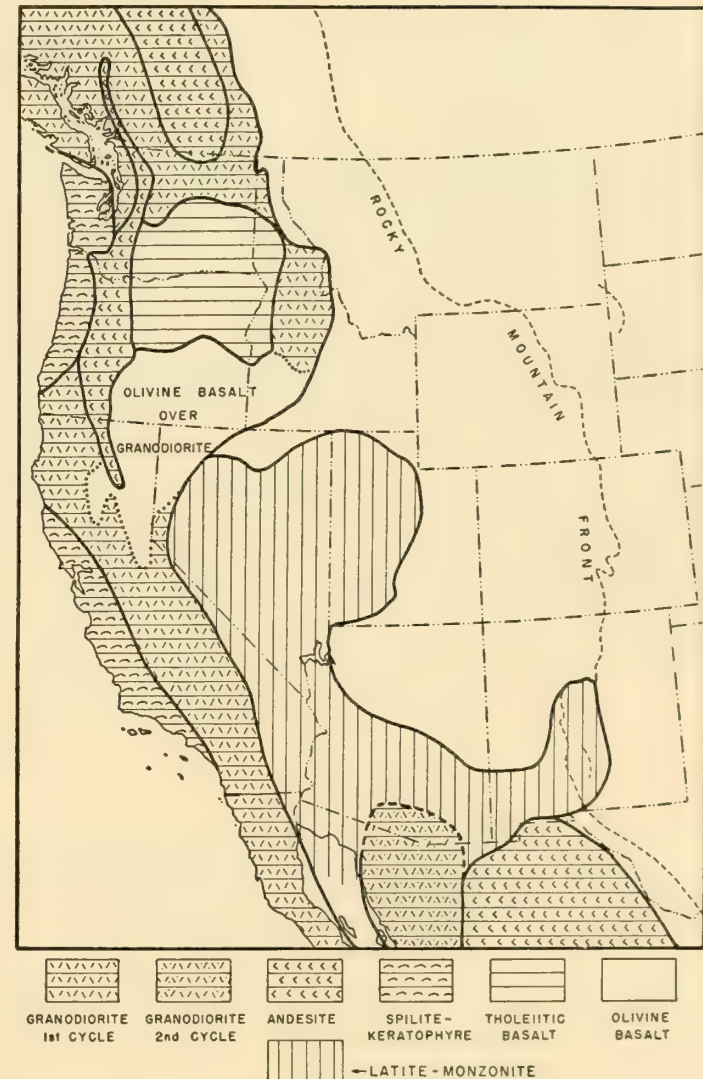 ROCKY
MOUNTAIN
FRONT
OLIVINE BASALT
OVER
GRANODIORITE
GRANODIORITE
1st CYCLE
GRANODIORITE
2nd CYCLE
ANDESITE
SPILITE-
KERATOPHYRE
THOLEIITIC
BASALT
OLIVINE
BASALT
LATITE-MONZONITE